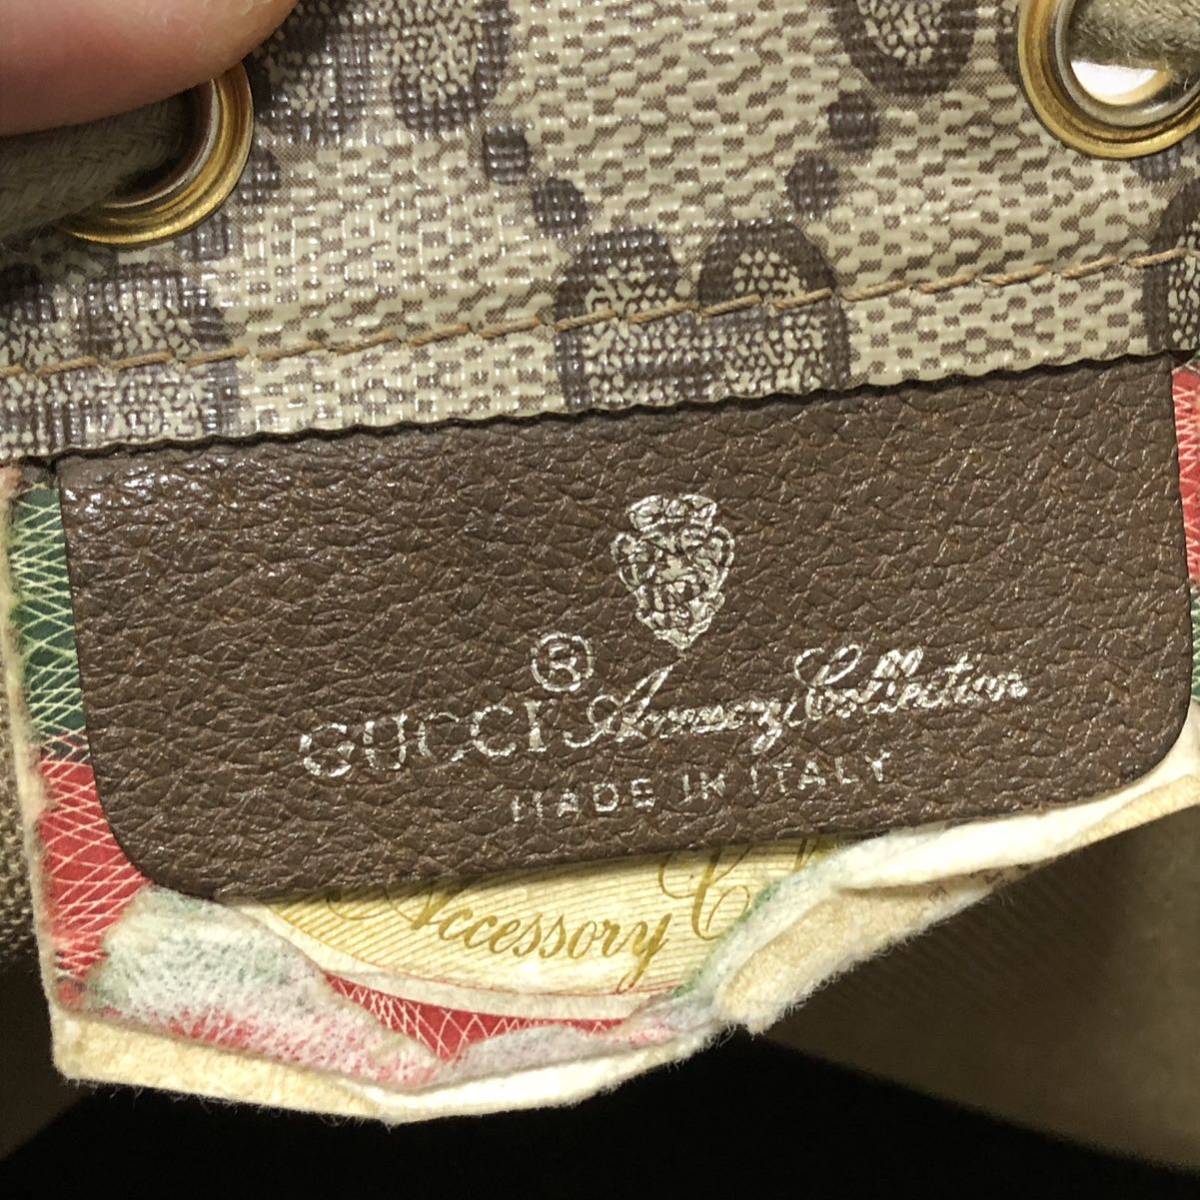 ®
GUCCI Accessory Collection
MADE IN ITALY
Accessory C